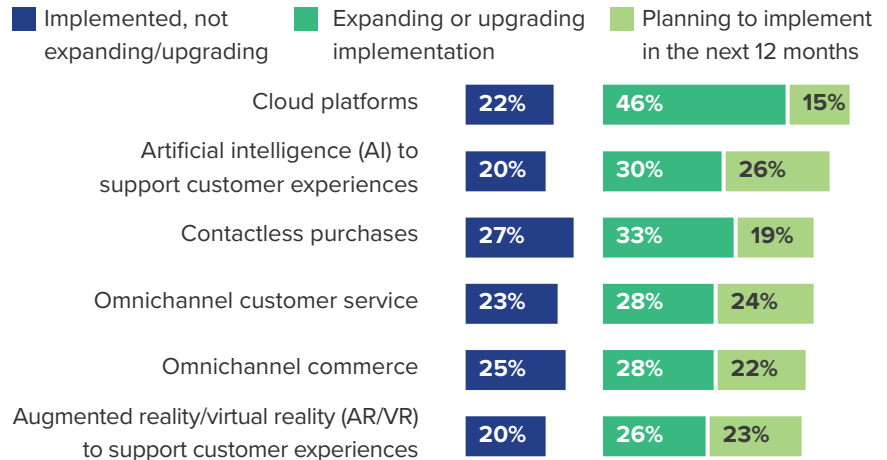 Implemented, not
expanding/upgrading
Expanding or upgrading
implementation
Planning to implement
in the next 12 months
Cloud platforms
22%
46%
15%
Artificial intelligence (AI) to
support customer experiences
20%
30%
26%
Contactless purchases
27%
33%
19%
Omnichannel customer service
23%
28%
24%
Omnichannel commerce
25%
28%
22%
Augmented reality/virtual reality (AR/VR)
to support customer experiences
20%
26%
23%